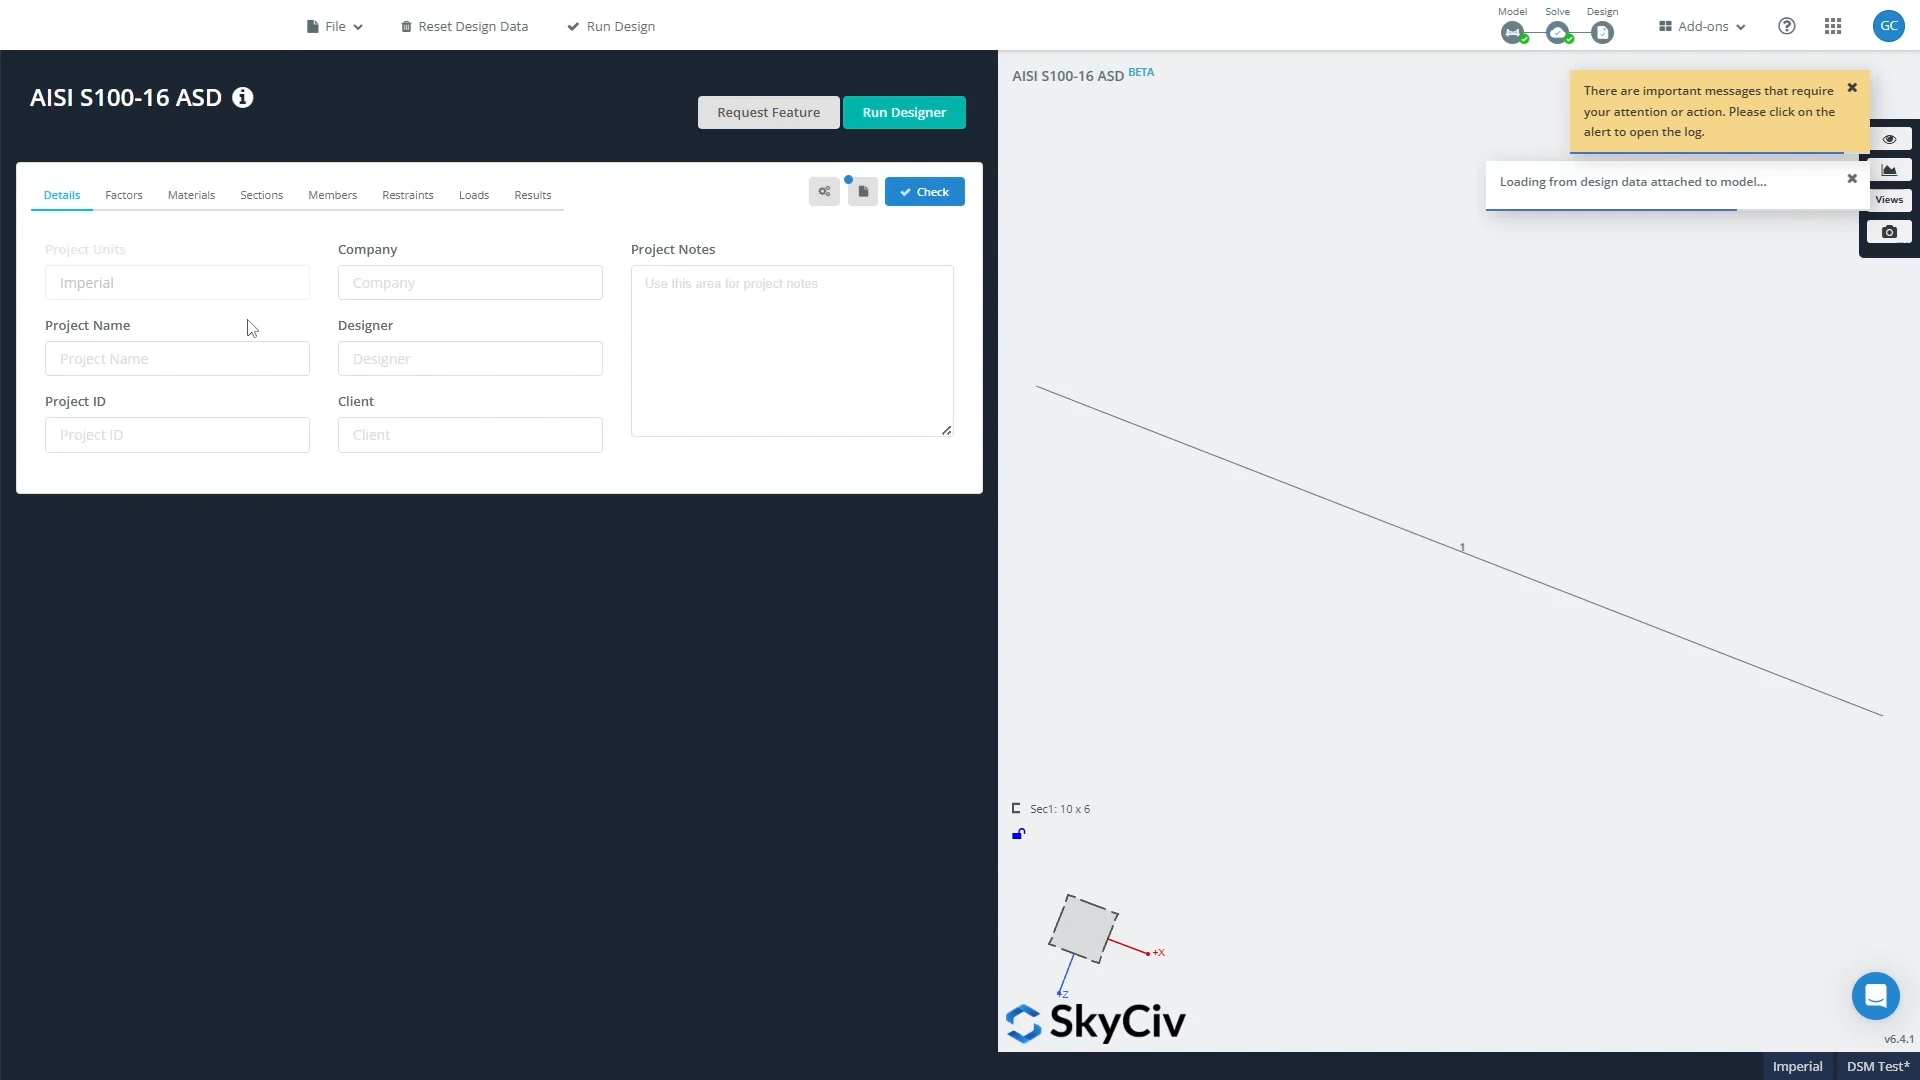 File
Reset Design Data
Run Design
Model
Solve
Design
Add-ons
GC
AISI S100-16 ASD
Request Feature
Run Designer
Details
Factors
Materials
Sections
Members
Restraints
Loads
Results
Check
Project Units
Imperial
Company
Company
Project Notes
Use this area for project notes
Project Name
Project Name
Designer
Designer
Project ID
Project ID
Client
Client
AISI S100-16 ASD BETA
There are important messages that require
your attention or action. Please click on the
alert to open the log.
Loading from design data attached to model...
Views
1
Sec1: 10 x 6
+X
+Z
SkyCiv
v6.4.1
Imperial
DSM Test*